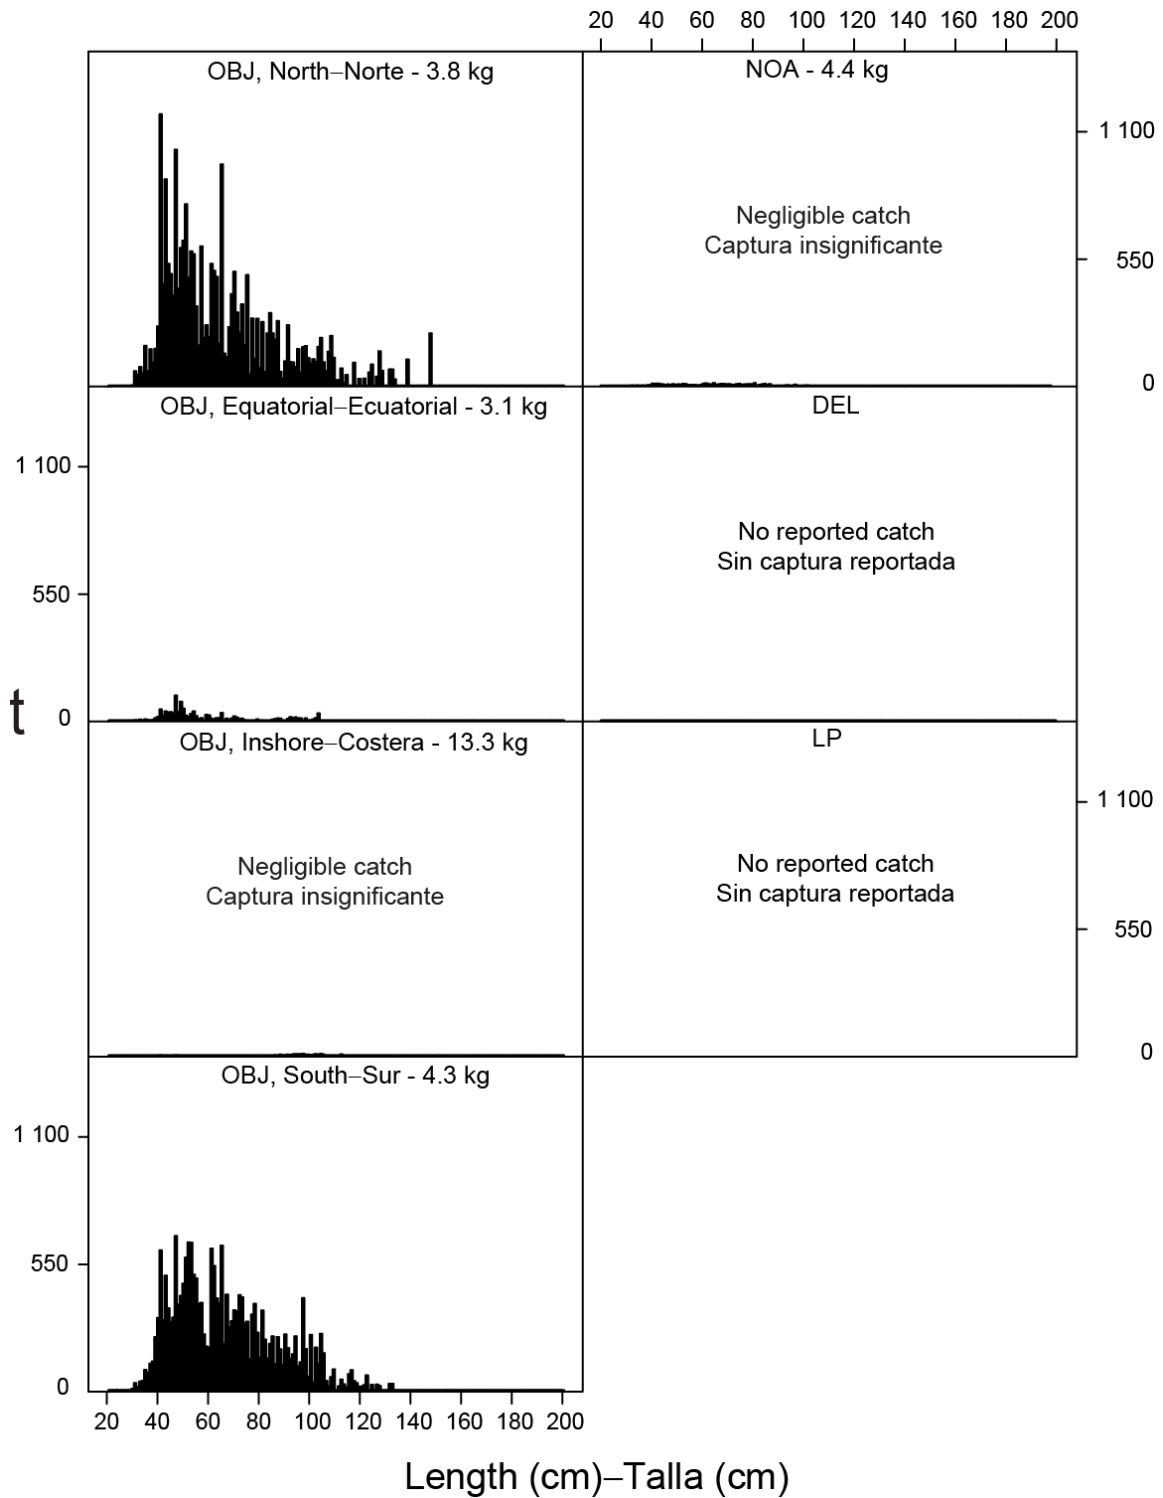 20 40 60 80 100 120 140 160 180 200
OBJ, North–Norte - 3.8 kg
NOA - 4.4 kg
1 100
Negligible catch
Captura insignificante
550
0
OBJ, Equatorial–Ecuatorial - 3.1 kg
DEL
1 100
No reported catch
Sin captura reportada
550
t
0
OBJ, Inshore–Costera - 13.3 kg
LP
1 100
Negligible catch
Captura insignificante
No reported catch
Sin captura reportada
550
0
OBJ, South–Sur - 4.3 kg
1 100
550
0
20 40 60 80 100 120 140 160 180 200
Length (cm)–Talla (cm)